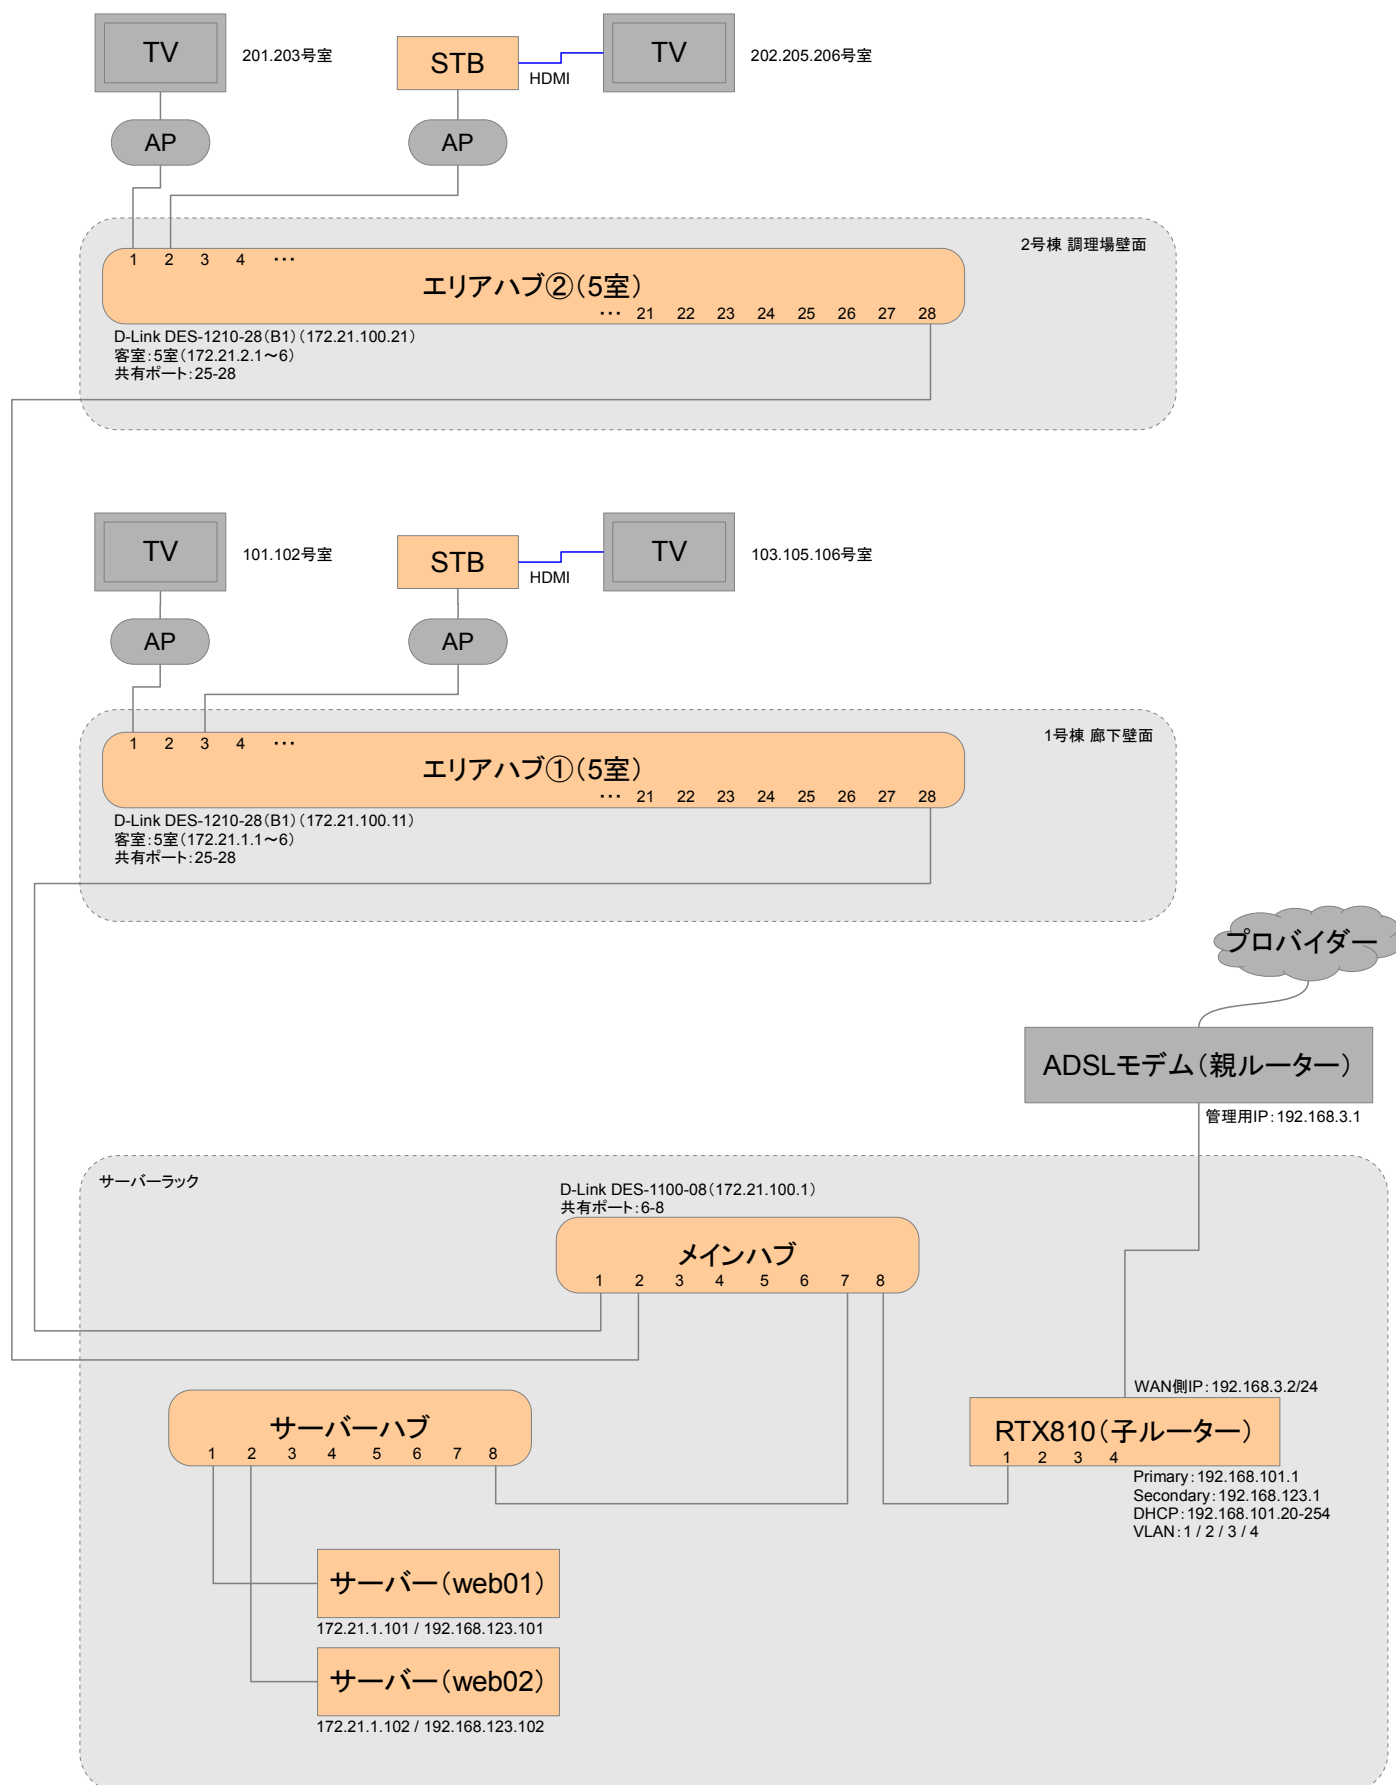 TV
201.203号室
STB
HDMI
TV
202.205.206号室
AP
AP
2号棟 調理場壁面
1 2 3 4 ･･･
エリアハブ②（5室）
･･･ 21 22 23 24 25 26 27 28
D-Link DES-1210-28（B1）（172.21.100.21）
客室：5室（172.21.2.1～6）
共有ポート：25-28
TV
101.102号室
STB
HDMI
TV
103.105.106号室
AP
AP
1号棟 廊下壁面
1 2 3 4 ･･･
エリアハブ①（5室）
･･･ 21 22 23 24 25 26 27 28
D-Link DES-1210-28（B1）（172.21.100.11）
客室：5室（172.21.1.1～6）
共有ポート：25-28
プロバイダー
ADSLモデム（親ルーター）
管理用IP：192.168.3.1
サーバーラック
D-Link DES-1100-08（172.21.100.1）
共有ポート：6-8
メインハブ
1 2 3 4 5 6 7 8
WAN側IP：192.168.3.2/24
サーバーハブ
1 2 3 4 5 6 7 8
RTX810（子ルーター）
1 2 3 4
Primary：192.168.101.1
Secondary：192.168.123.1
DHCP：192.168.101.20-254
VLAN：1 / 2 / 3 / 4
サーバー（web01）
172.21.1.101 / 192.168.123.101
サーバー（web02）
172.21.1.102 / 192.168.123.102